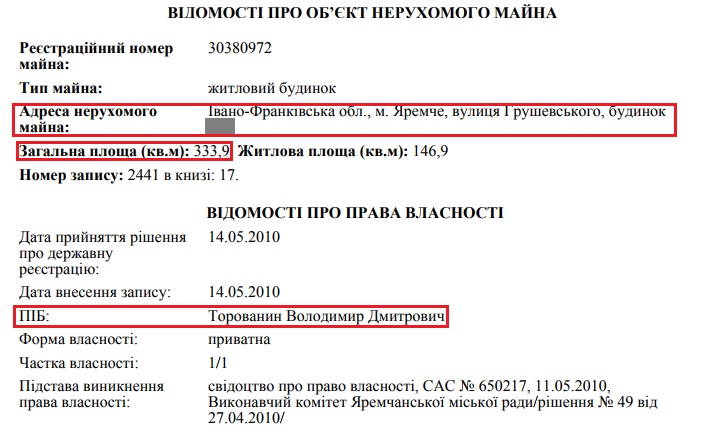 ВІДОМОСТІ ПРО ОБ'ЄКТ НЕРУХОМОГО МАЙНА
Реєстраційний номер майна: 30380972
Тип майна: житловий будинок
Адреса нерухомого майна: Івано-Франківська обл., м. Яремче, вулиця Грушевського, будинок
Загальна площа (кв.м): 333,9 Житлова площа (кв.м): 146,9
Номер запису: 2441 в книзі: 17.
ВІДОМОСТІ ПРО ПРАВА ВЛАСНОСТІ
Дата прийняття рішення про державну реєстрацію: 14.05.2010
Дата внесення запису: 14.05.2010
ПІБ: Торованин Володимир Дмитрович
Форма власності: приватна
Частка власності: 1/1
Підстава виникнення права власності: свідоцтво про право власності, САС № 650217, 11.05.2010,
Виконавчий комітет Яремчанської міської ради/рішення № 49 від
27.04.2010/